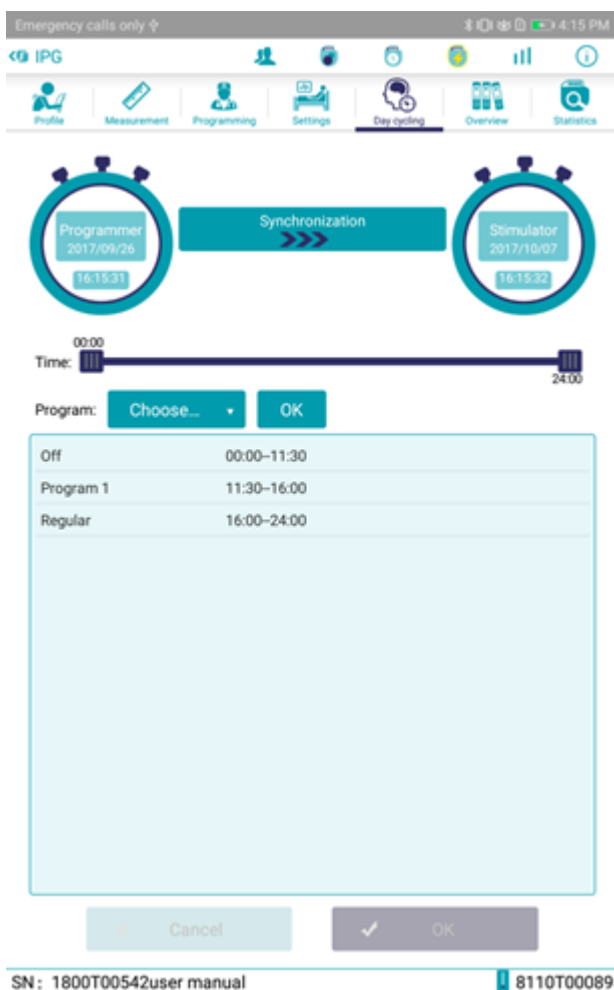 Emergency calls only 4:15 PM
IPG
Profile Measurement Programming Settings Day cycling Overview Statistics
Programmer
2017/09/26
16:15:31
Synchronization
Stimulator
2017/10/07
16:15:32
00:00
Time:
24:00
Program: Choose... OK
Off 00:00–11:30
Program 1 11:30–16:00
Regular 16:00–24:00
Cancel OK
SN: 1800T00542user manual 8110T00089